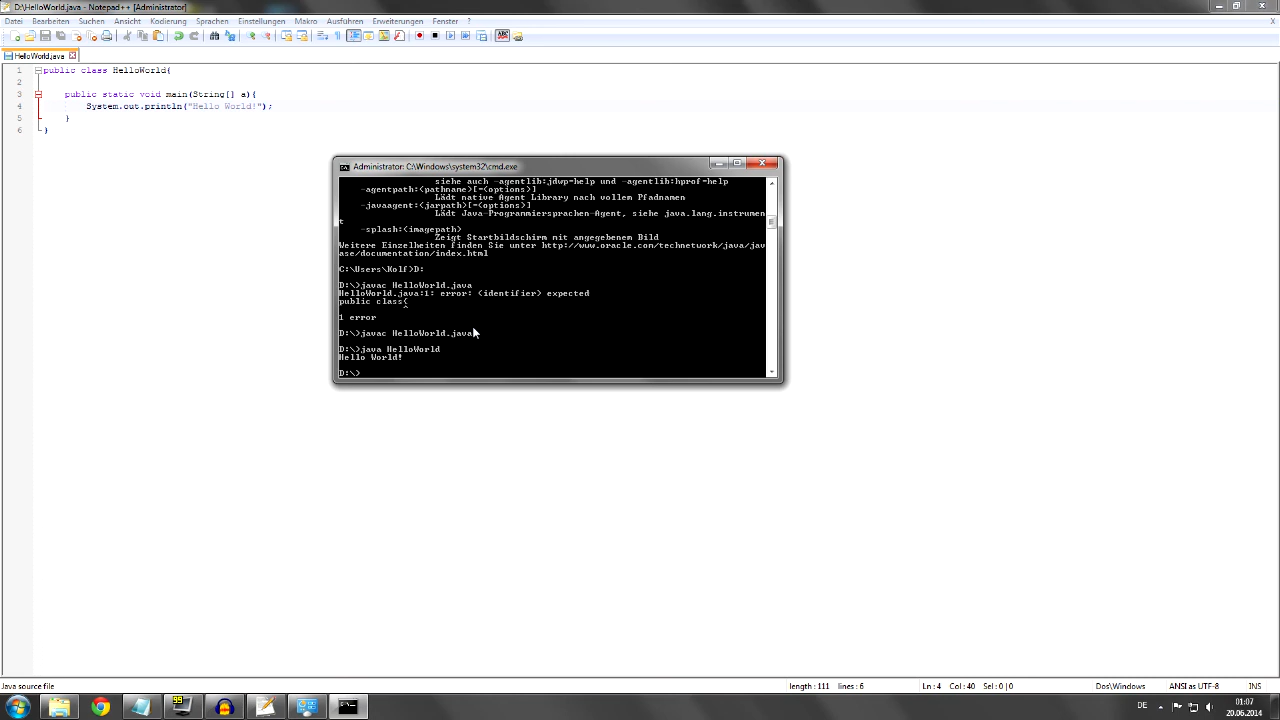 D:\HelloWorld.java - Notepad++ [Administrator]
Datei Bearbeiten Suchen Ansicht Kodierung Sprachen Einstellungen Makro Ausführen Erweiterungen Fenster ? X
HelloWorld.java
1 public class HelloWorld{
2
3 public static void main(String[] a){
4 System.out.println("Hello World!");
5 }
6 }
Administrator: C:\Windows\system32\cmd.exe
siehe auch -agentlib:jdwp=help und -agentlib:hprof=help
-agentpath:<pathname>[=<options>]
Lädt native Agent Library nach vollem Pfadnamen
-javaagent:<jarpath>[=<options>]
Lädt Java-Programmiersprachen-Agent, siehe java.lang.instrumen
t
-splash:<imagepath>
Zeigt Startbildschirm mit angegebenem Bild
Weitere Einzelheiten finden Sie unter http://www.oracle.com/technetwork/java/jav
ase/documentation/index.html
C:\Users\Kolf>D:
D:\>javac HelloWorld.java
HelloWorld.java:1: error: <identifier> expected
public class{
^
1 error
D:\>javac HelloWorld.java
D:\>java HelloWorld
Hello World!
D:\>
Java source file length : 111 lines : 6 Ln : 4 Col : 40 Sel : 0 | 0 Dos\Windows ANSI as UTF-8 INS
DE 01:07
20.06.2014